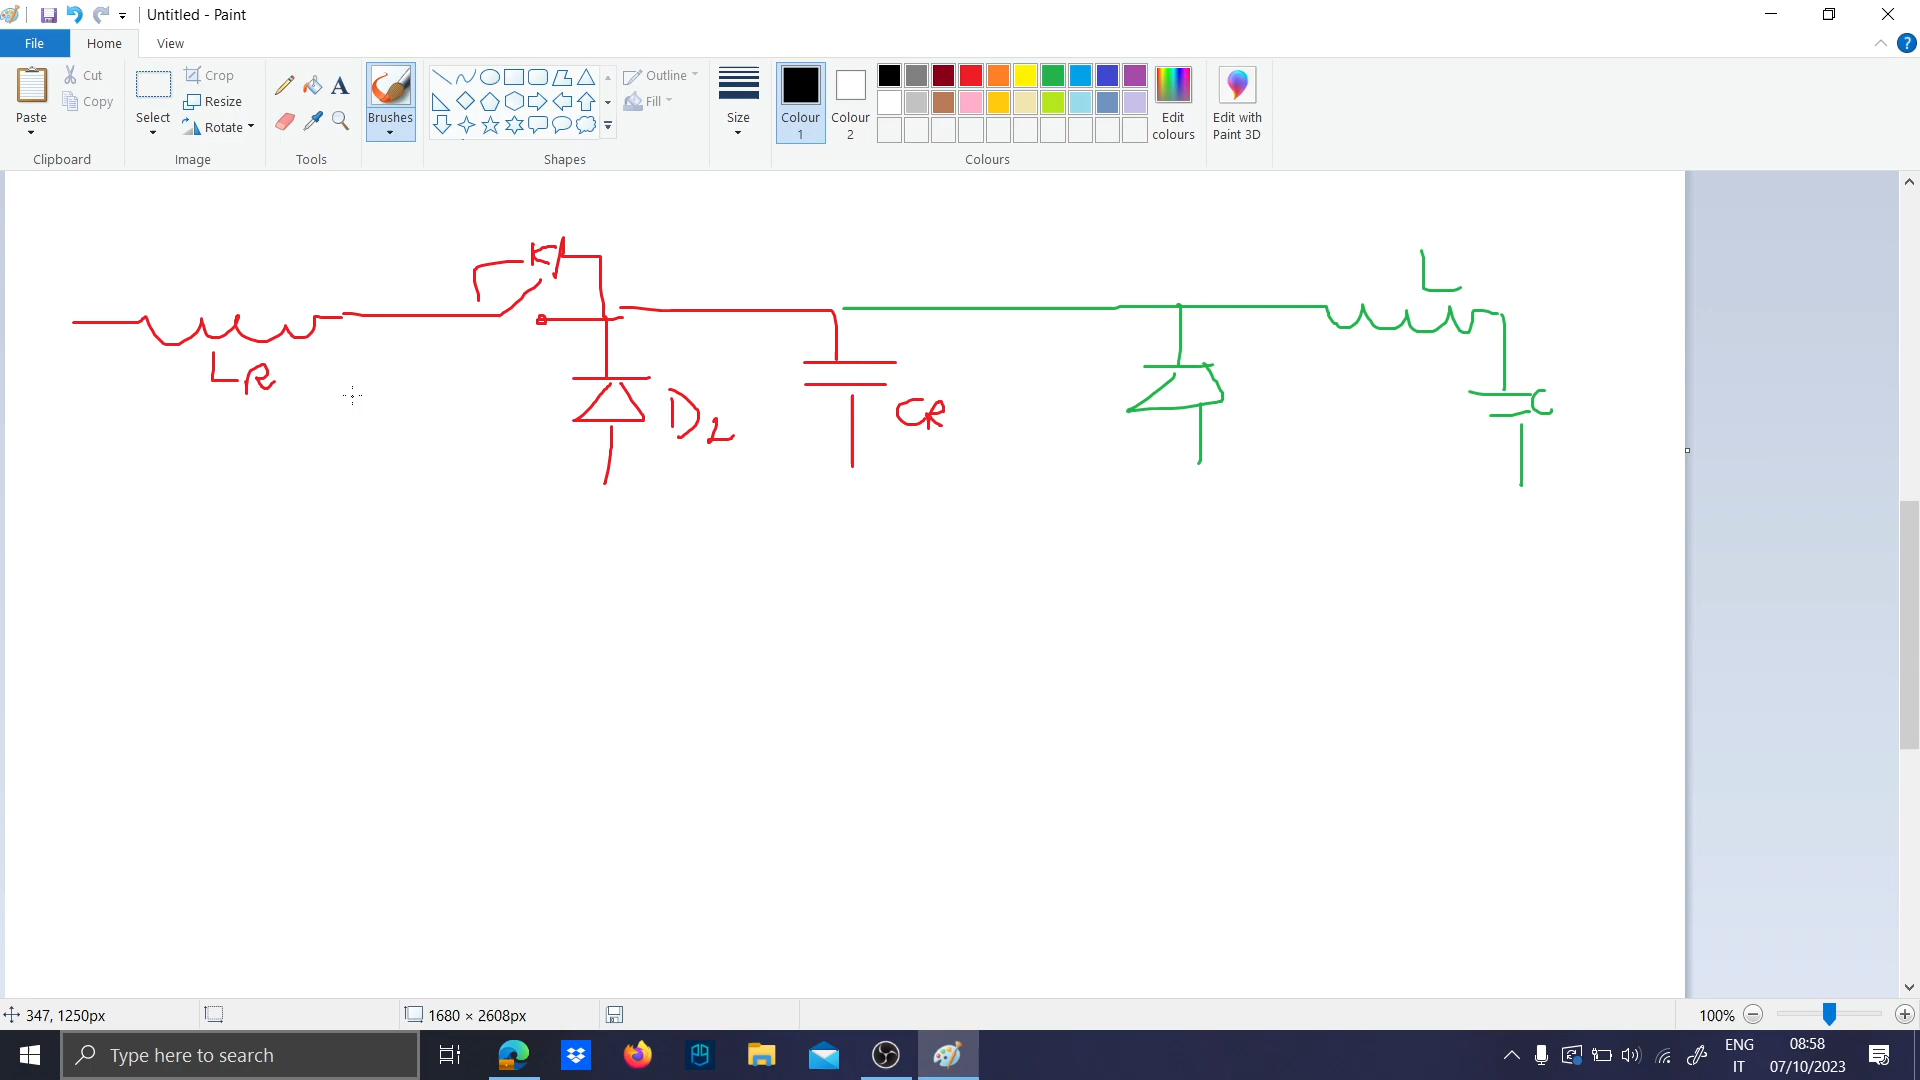 Untitled - Paint
File
Home
View
Paste
Cut
Copy
Clipboard
Select
Crop
Resize
Rotate
Image
Tools
Brushes
Shapes
Outline
Fill
Size
Colour
1
Colour
2
Colours
Edit
colours
Edit with
Paint 3D
L
LR
D2
CR
C
347, 1250px
1680 × 2608px
100%
Type here to search
ENG
IT
08:58
07/10/2023